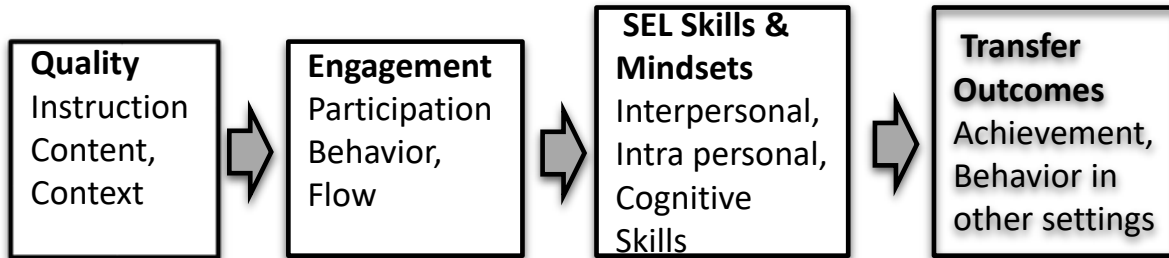 Quality
Instruction
Content,
Context
Engagement
Participation
Behavior,
Flow
SEL Skills &
Mindsets
Interpersonal,
Intra personal,
Cognitive
Skills
Transfer
Outcomes
Achievement,
Behavior in
other settings